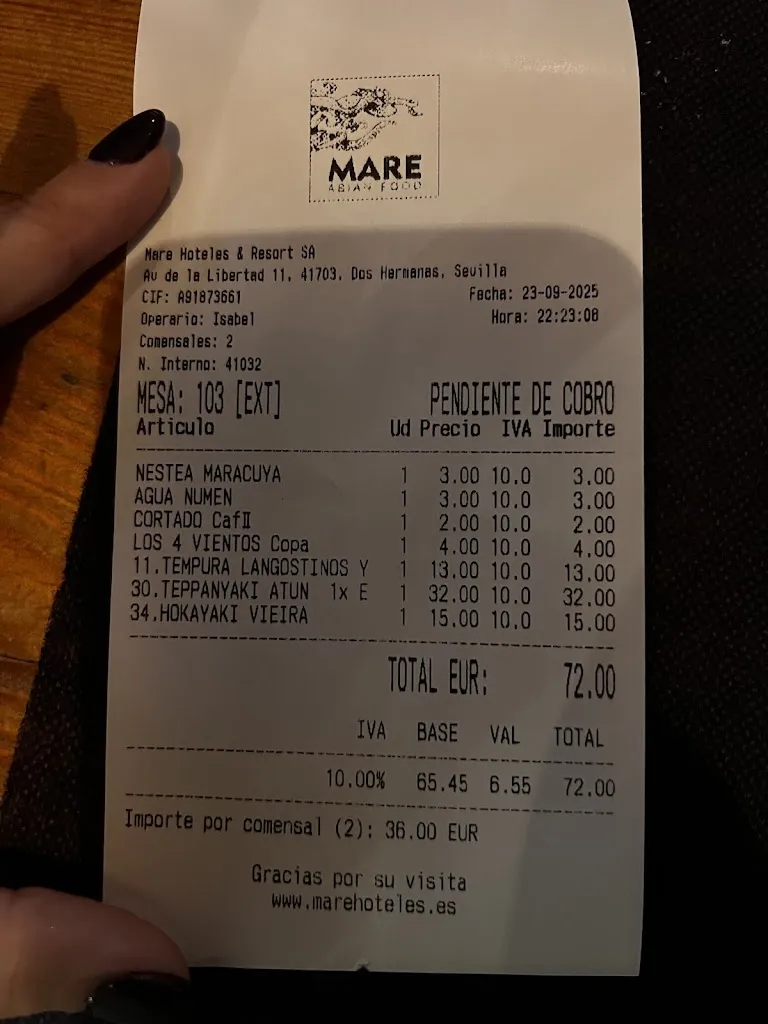 MARE
ASIAN FOOD
Mare Hoteles & Resort SA
Av de la Libertad 11, 41703, Dos Hermanas, Sevilla
CIF: A91873661 Fecha: 23-09-2025
Operario: Isabel Hora: 22:23:08
Comensales: 2
N. Interno: 41032
MESA: 103 [EXT] PENDIENTE DE COBRO
Articulo Ud Precio IVA Importe
NESTEA MARACUYA 1 3.00 10.0 3.00
AGUA NUMEN 1 3.00 10.0 3.00
CORTADO CafII 1 2.00 10.0 2.00
LOS 4 VIENTOS Copa 1 4.00 10.0 4.00
11.TEMPURA LANGOSTINOS Y 1 13.00 10.0 13.00
30.TEPPANYAKI ATUN 1x E 1 32.00 10.0 32.00
34.HOKAYAKI VIEIRA 1 15.00 10.0 15.00
TOTAL EUR: 72.00
IVA BASE VAL TOTAL
10.00% 65.45 6.55 72.00
Importe por comensal (2): 36.00 EUR
Gracias por su visita
www.marehoteles.es